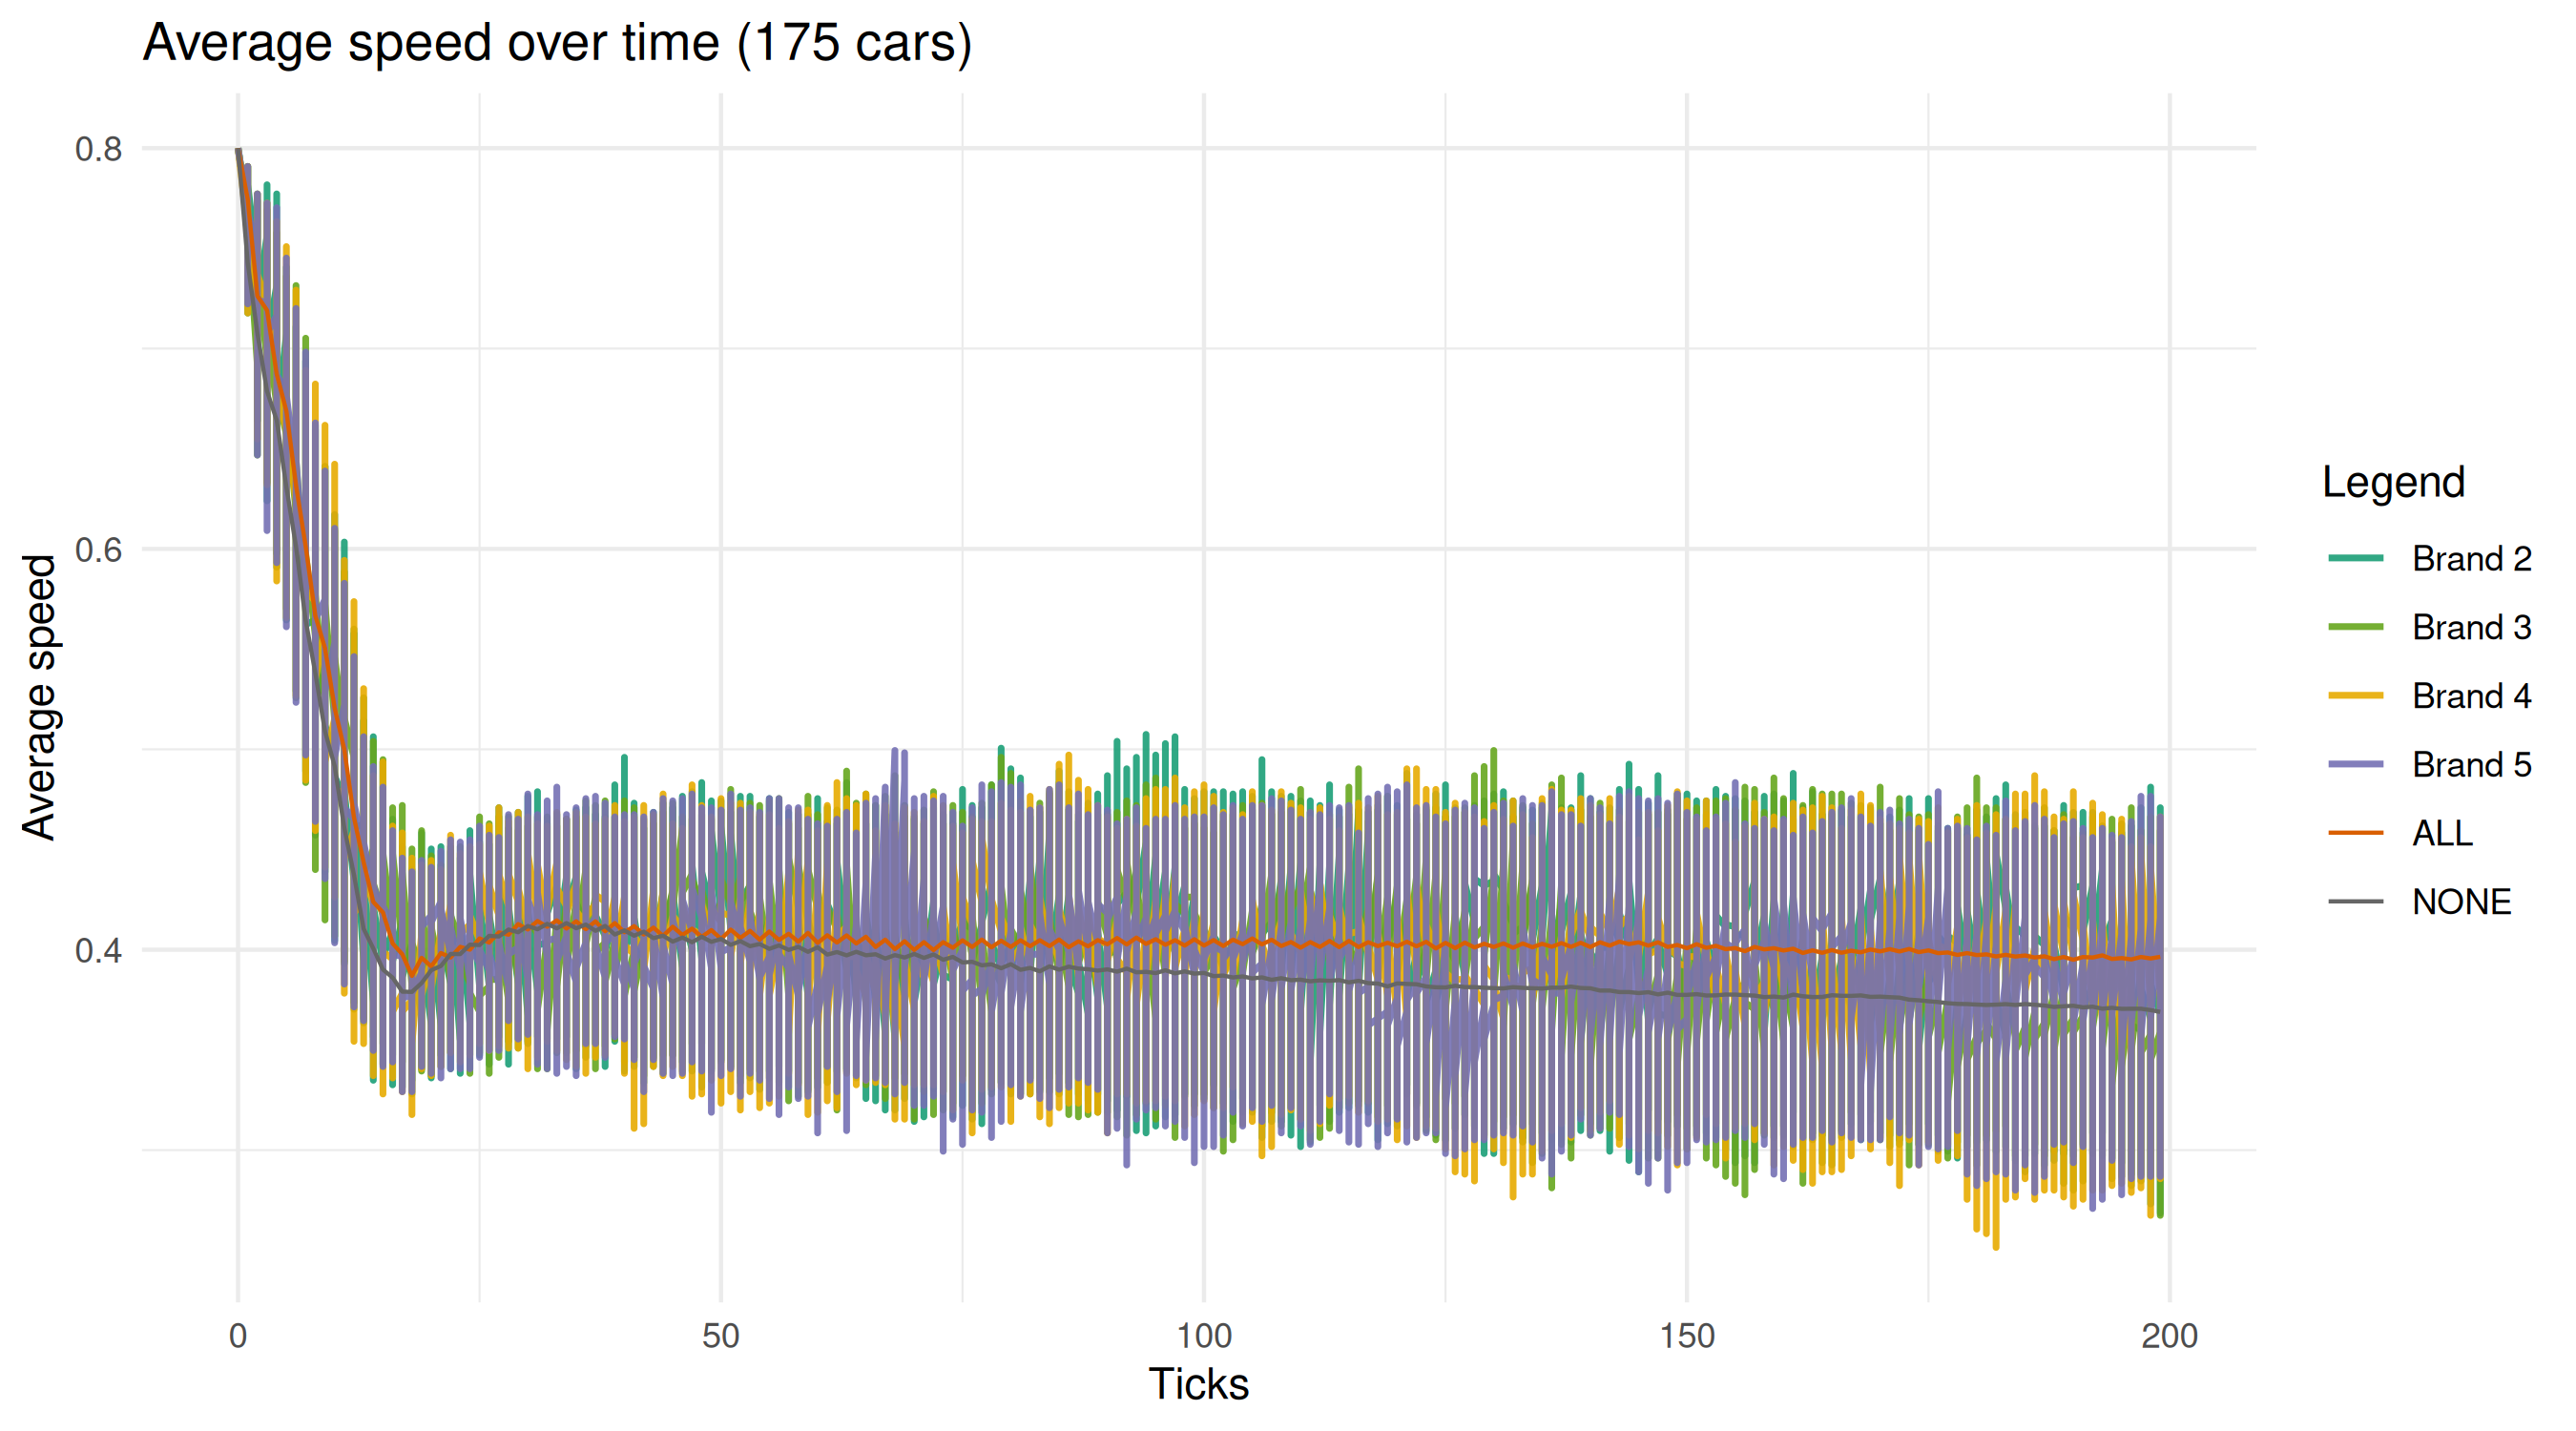 Average speed over time (175 cars)
Average speed
0.8
0.6
0.4
0
50
100
150
200
Ticks
Legend
Brand 2
Brand 3
Brand 4
Brand 5
ALL
NONE